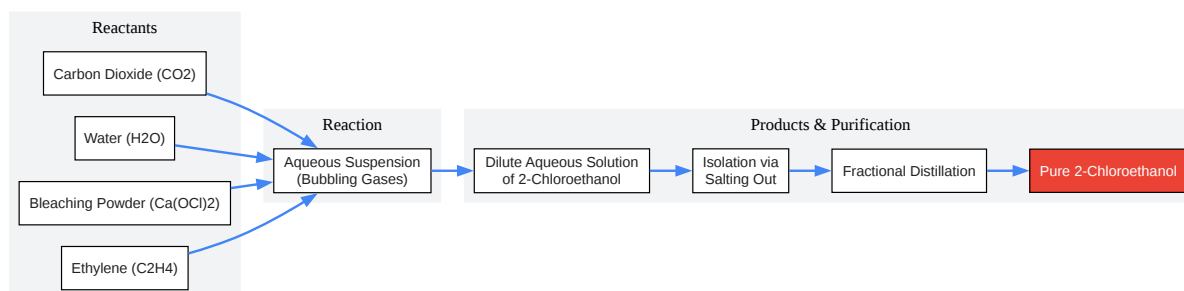 Reactants
Carbon Dioxide (CO2)
Water (H2O)
Bleaching Powder (Ca(OCl)2)
Ethylene (C2H4)
Reaction
Aqueous Suspension
(Bubbling Gases)
Products & Purification
Dilute Aqueous Solution
of 2-Chloroethanol
Isolation via
Salting Out
Fractional Distillation
Pure 2-Chloroethanol